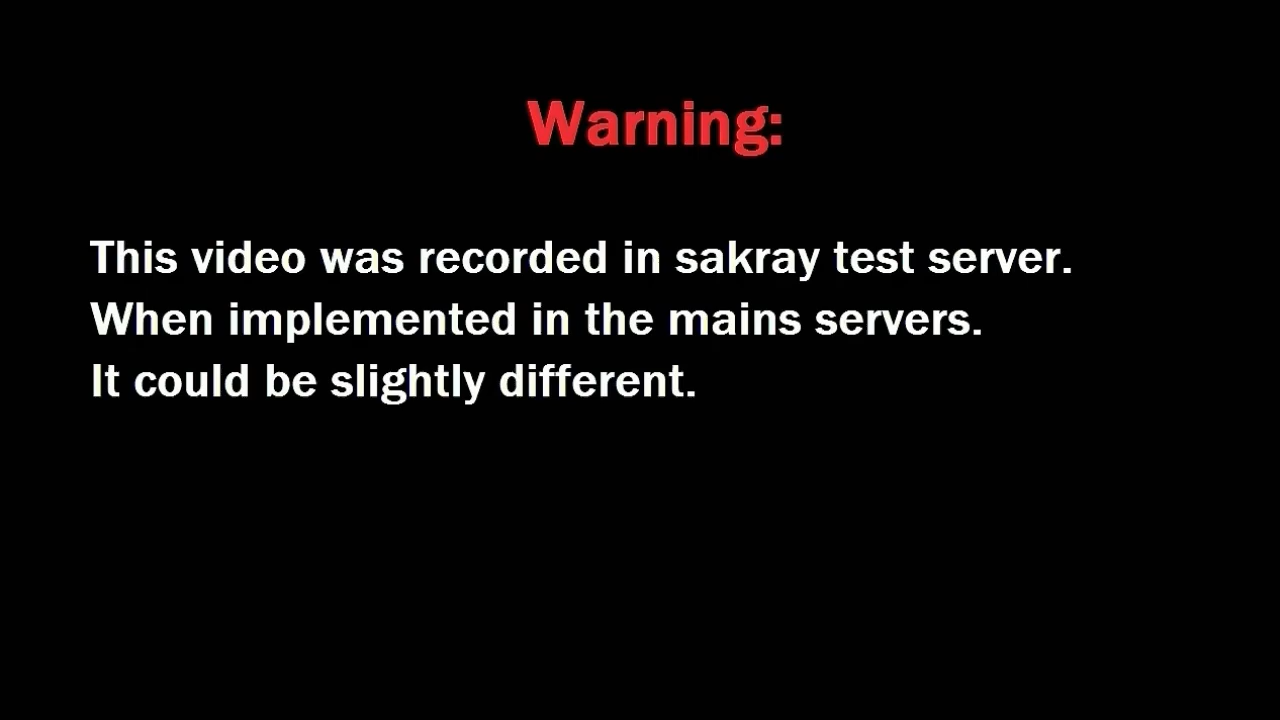 Warning:
This video was recorded in sakray test server.
When implemented in the mains servers.
It could be slightly different.